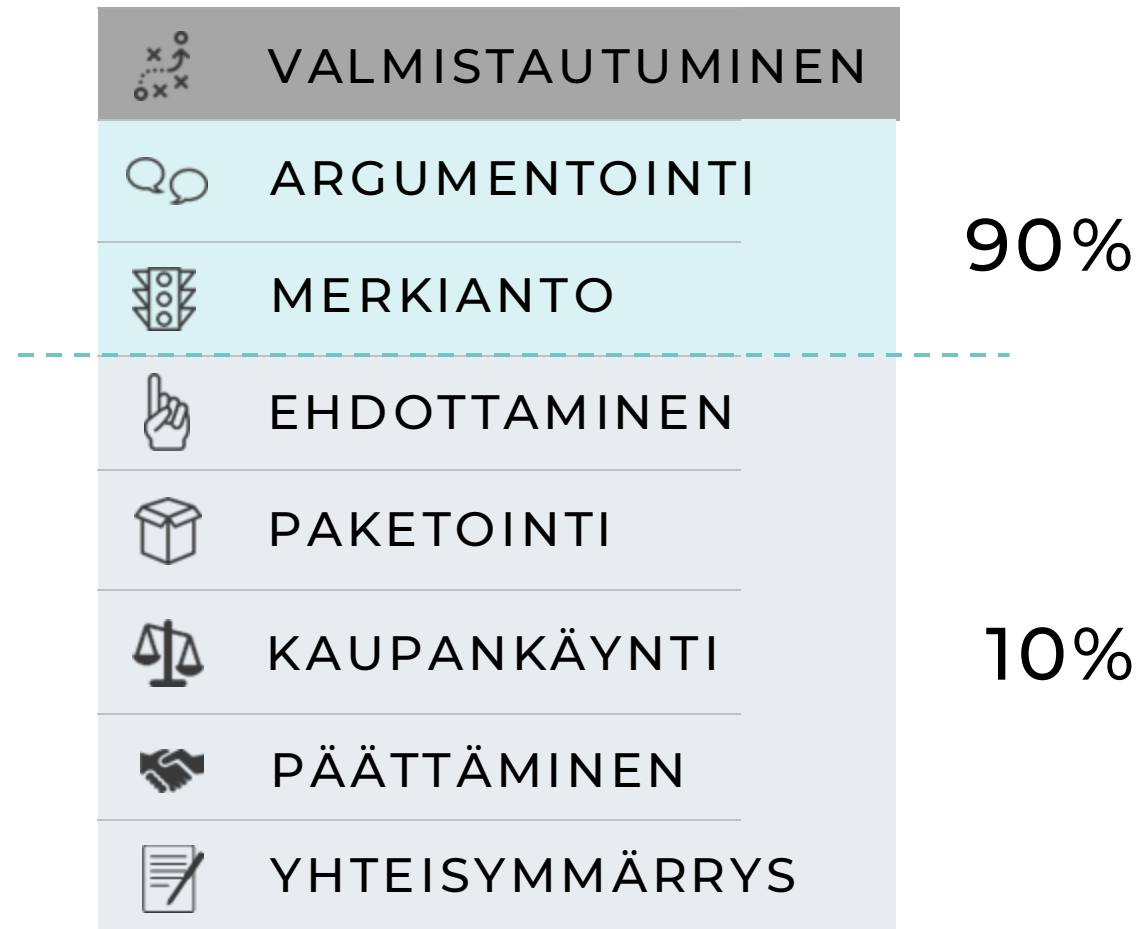 VALMISTAUTUMINEN
ARGUMENTOINTI
90%
MERKIANTO
EHDOTTAMINEN
PAKETOINTI
KAUPANKÄYNTI
10%
PÄÄTTÄMINEN
YHTEISYMMÄRRYS